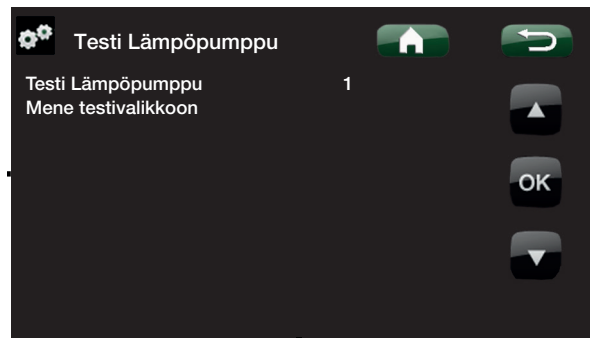 Testi Lämpöpumppu
Testi Lämpöpumppu 1
Mene testivalikkoon
OK